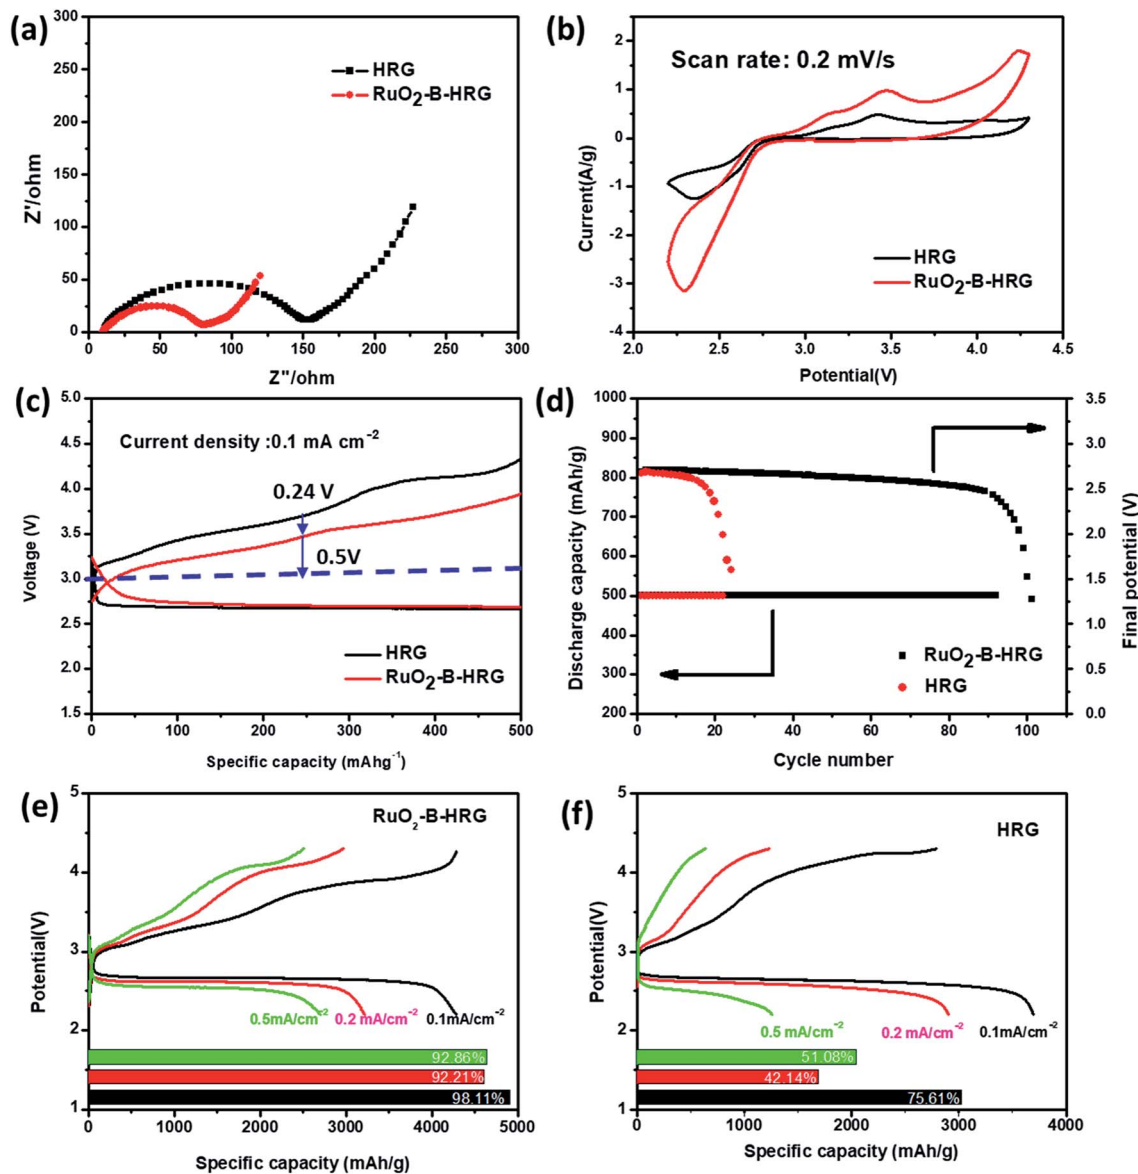 (a)
300
250
200
150
100
50
0
Z'/ohm
HRG
RuO₂-B-HRG
0 50 100 150 200 250 300
Z"/ohm
(b)
2
1
0
-1
-2
-3
-4
Current(A/g)
Scan rate: 0.2 mV/s
HRG
RuO₂-B-HRG
2.0 2.5 3.0 3.5 4.0 4.5
Potential(V)
(c)
5.0
4.5
4.0
3.5
3.0
2.5
2.0
1.5
Voltage (V)
Current density :0.1 mA cm⁻²
0.24 V
0.5V
HRG
RuO₂-B-HRG
0 100 200 300 400 500
Specific capacity (mAhg⁻¹)
(d)
1000
900
800
700
600
500
400
300
200
Discharge capacity (mAh/g)
3.5
3.0
2.5
2.0
1.5
1.0
0.5
0.0
Final potential (V)
RuO₂-B-HRG
HRG
0 20 40 60 80 100
Cycle number
(e)
5
4
3
2
1
Potential(V)
RuO₂-B-HRG
0.5mA/cm⁻² 0.2 mA/cm⁻² 0.1mA/cm⁻²
92.86%
92.21%
98.11%
0 1000 2000 3000 4000 5000
Specific capacity (mAh/g)
(f)
5
4
3
2
1
Potential(V)
HRG
0.5 mA/cm⁻² 0.2 mA/cm⁻² 0.1mA/cm⁻²
51.08%
42.14%
75.61%
0 1000 2000 3000 4000
Specific capacity (mAh/g)